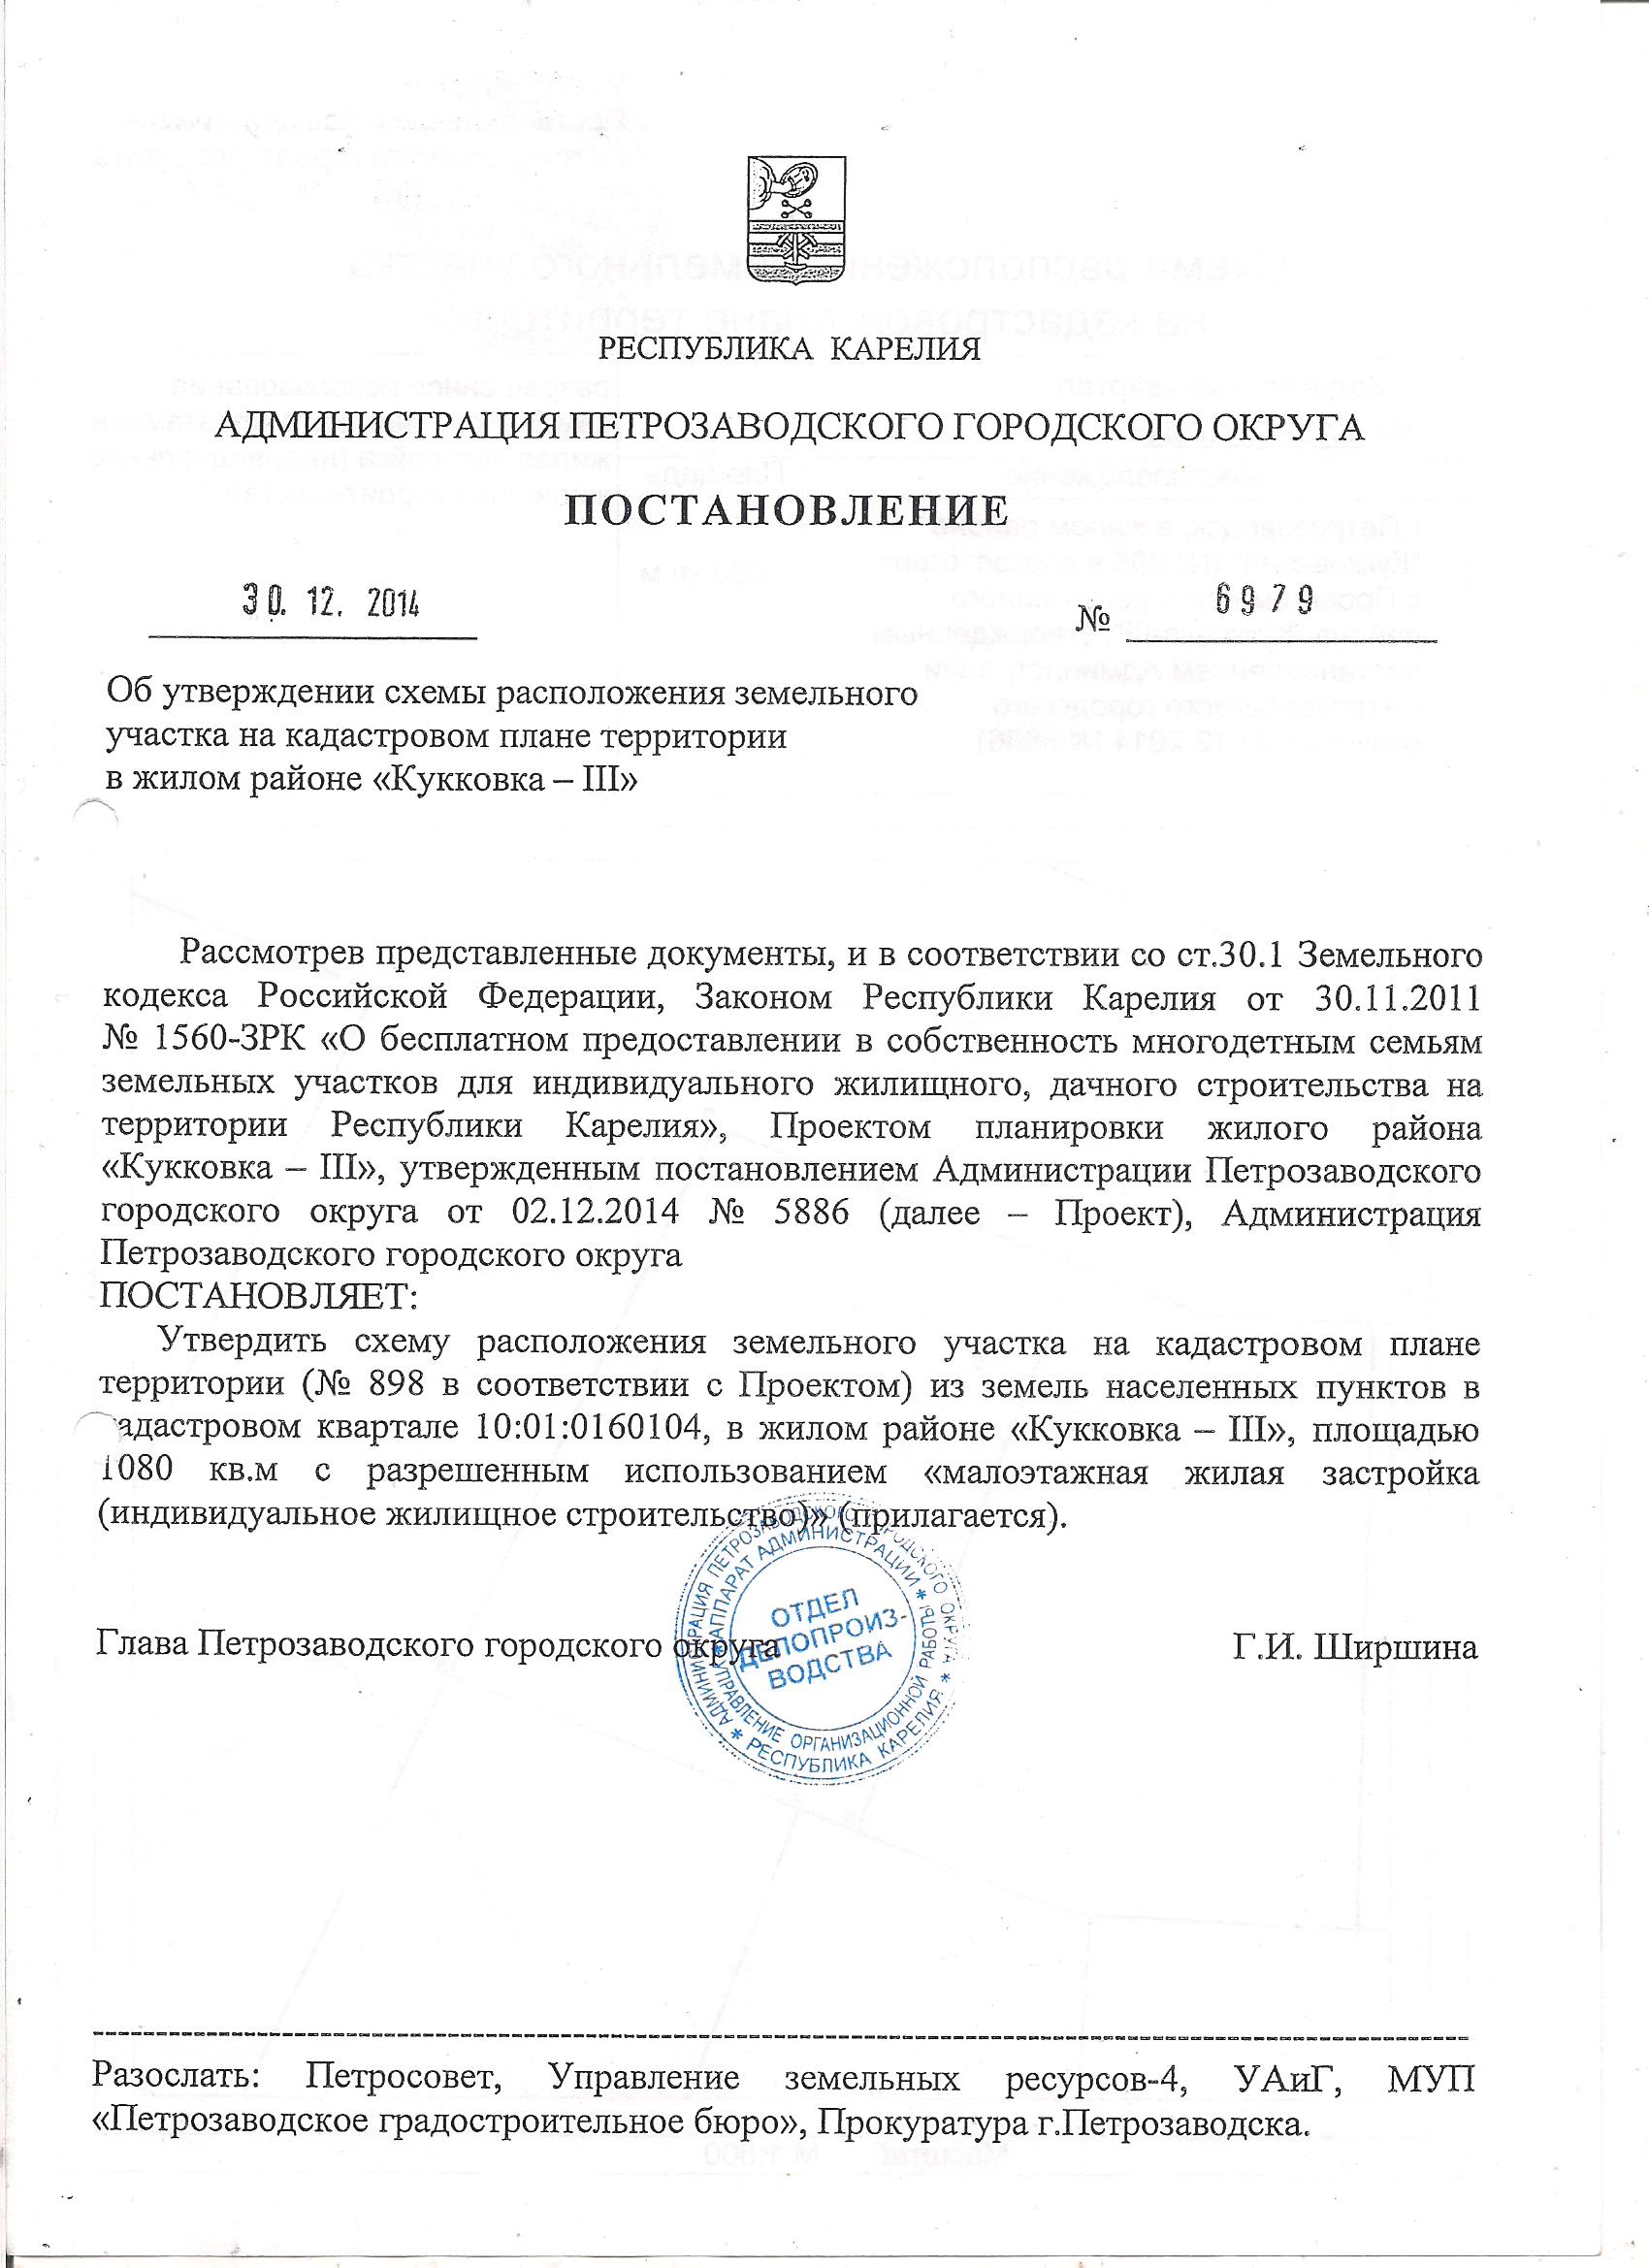 РЕСПУБЛИКА КАРЕЛИЯ
АДМИНИСТРАЦИЯ ПЕТРОЗАВОДСКОГО ГОРОДСКОГО ОКРУГА
ПОСТАНОВЛЕНИЕ
30. 12. 2014 № 6979
Об утверждении схемы расположения земельного
участка на кадастровом плане территории
в жилом районе «Кукковка – III»
Рассмотрев представленные документы, и в соответствии со ст.30.1 Земельного
кодекса Российской Федерации, Законом Республики Карелия от 30.11.2011
№ 1560-ЗРК «О бесплатном предоставлении в собственность многодетным семьям
земельных участков для индивидуального жилищного, дачного строительства на
территории Республики Карелия», Проектом планировки жилого района
«Кукковка – III», утвержденным постановлением Администрации Петрозаводского
городского округа от 02.12.2014 № 5886 (далее – Проект), Администрация
Петрозаводского городского округа
ПОСТАНОВЛЯЕТ:
Утвердить схему расположения земельного участка на кадастровом плане
территории (№ 898 в соответствии с Проектом) из земель населенных пунктов в
адастровом квартале 10:01:0160104, в жилом районе «Кукковка – III», площадью
1080 кв.м с разрешенным использованием «малоэтажная жилая застройка
(индивидуальное жилищное строительство)» (прилагается).
Глава Петрозаводского городского округа Г.И. Ширшина
АДМИНИСТРАЦИЯ ПЕТРОЗАВОДСКОГО ГОРОДСКОГО ОКРУГА * РЕСПУБЛИКА КАРЕЛИЯ *
АППАРАТ АДМИНИСТРАЦИИ * УПРАВЛЕНИЕ ОРГАНИЗАЦИОННОЙ РАБОТЫ *
ОТДЕЛ
ДЕЛОПРОИЗ-
ВОДСТВА
Разослать: Петросовет, Управление земельных ресурсов-4, УАиГ, МУП
«Петрозаводское градостроительное бюро», Прокуратура г.Петрозаводска.